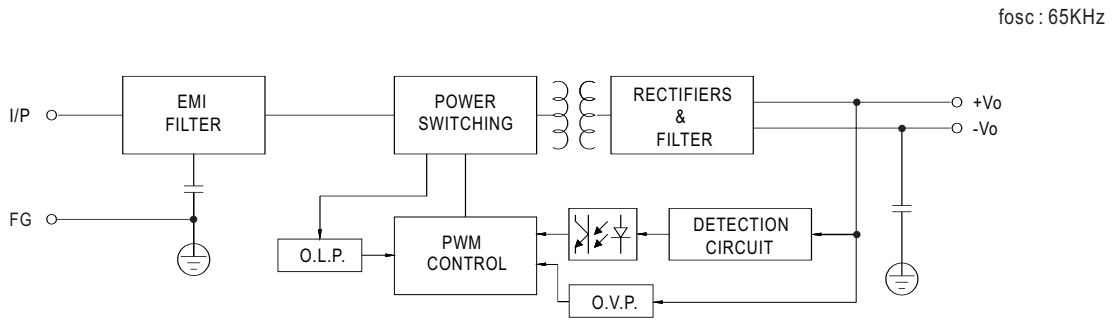 fosc : 65KHz
I/P
EMI
FILTER
POWER
SWITCHING
RECTIFIERS
&
FILTER
+Vo
-Vo
FG
O.L.P.
PWM
CONTROL
DETECTION
CIRCUIT
O.V.P.